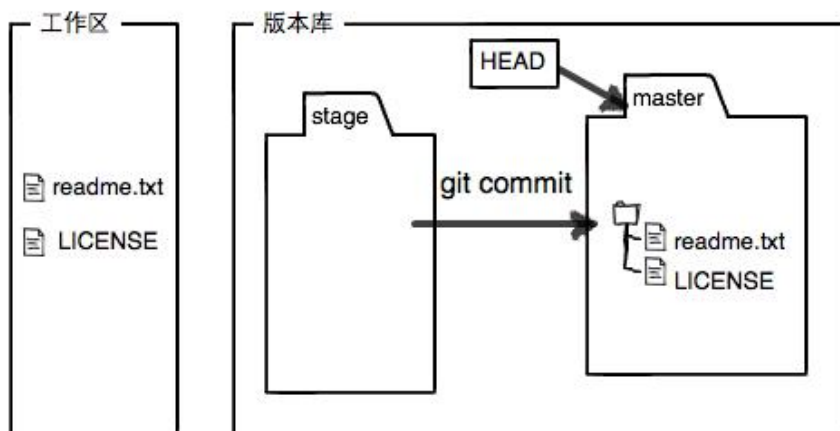 工作区
版本库
HEAD
stage
master
git commit
readme.txt
LICENSE
readme.txt
LICENSE